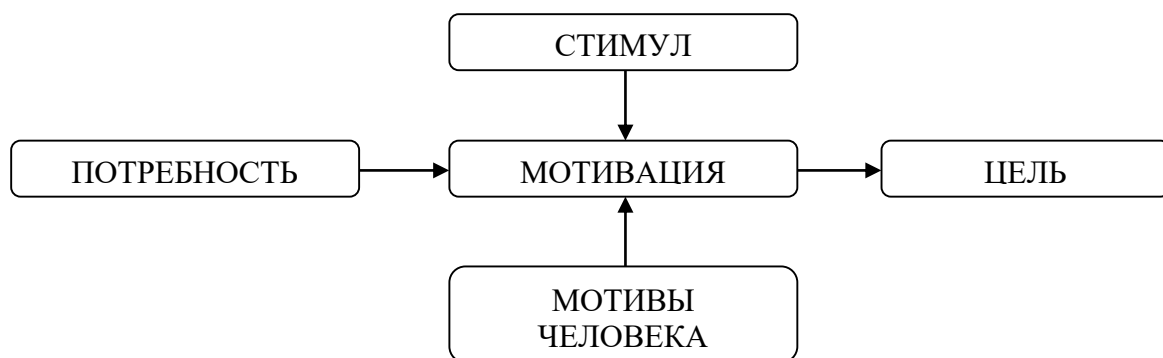 СТИМУЛ
ПОТРЕБНОСТЬ
МОТИВАЦИЯ
ЦЕЛЬ
МОТИВЫ
ЧЕЛОВЕКА